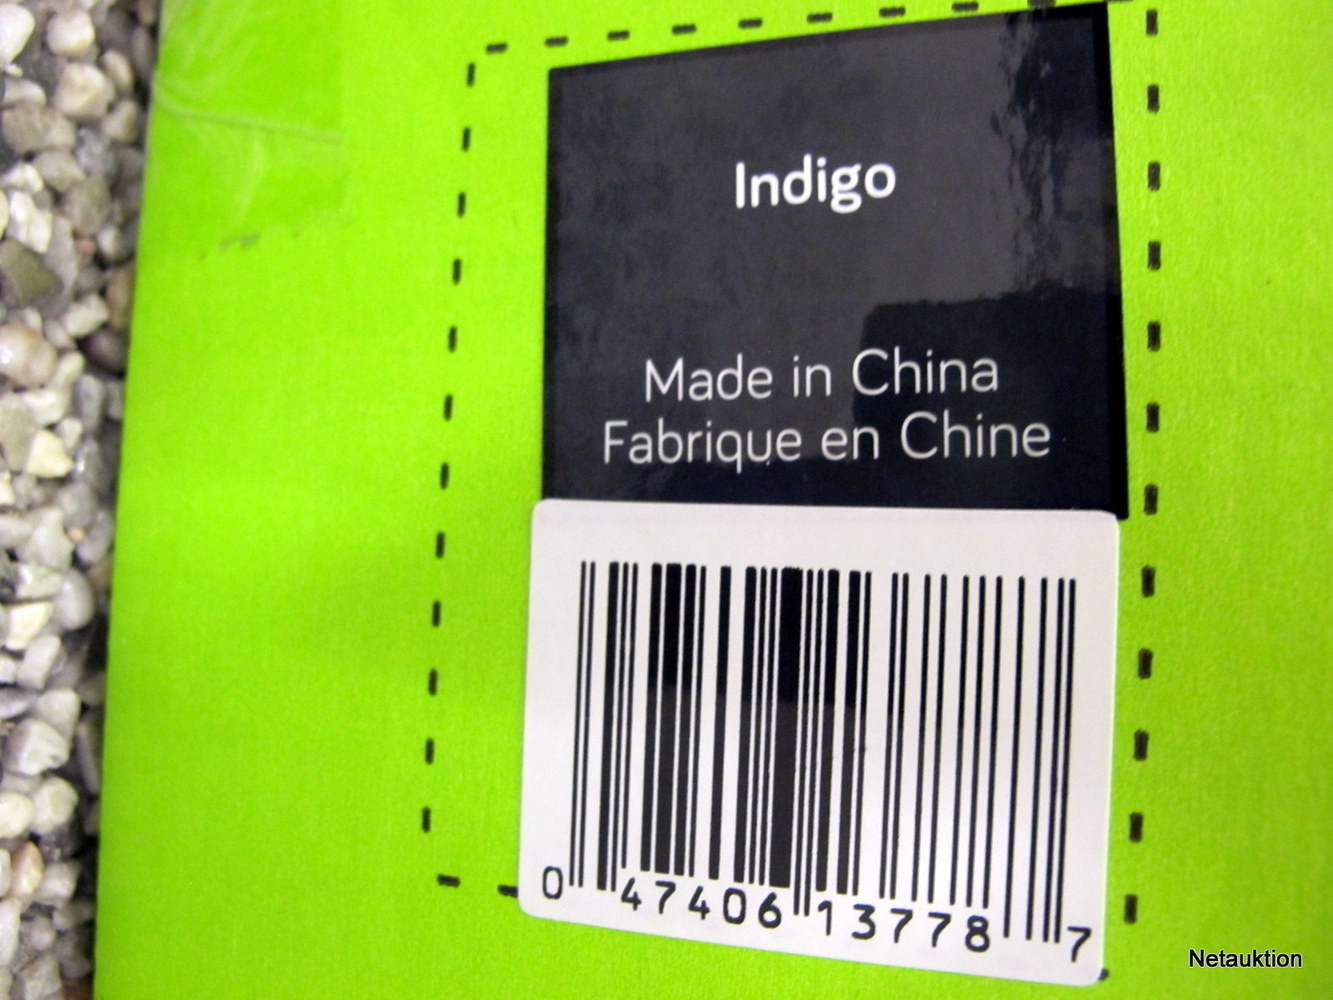 Indigo
Made in China
Fabrique en Chine
0 47406 13778 7
Netauktion